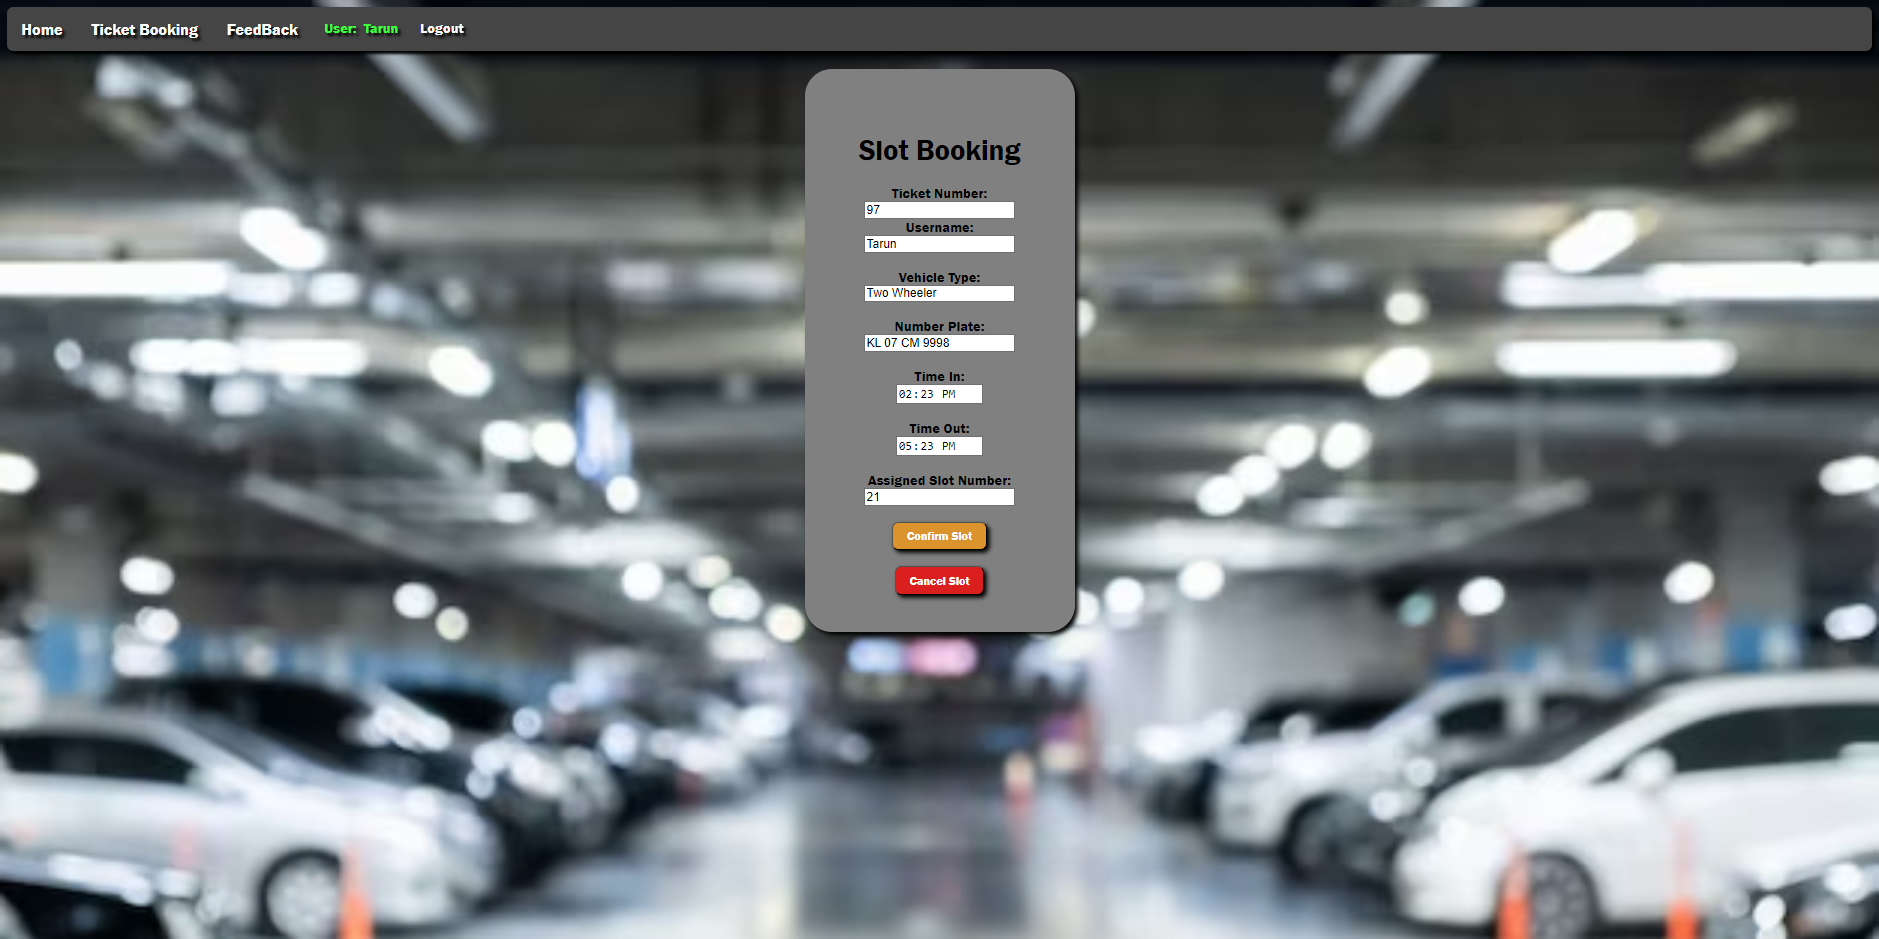 Home Ticket Booking FeedBack User: Tarun Logout
Slot Booking
Ticket Number:
97
Username:
Tarun
Vehicle Type:
Two Wheeler
Number Plate:
KL 07 CM 9998
Time In:
02:23 PM
Time Out:
05:23 PM
Assigned Slot Number:
21
Confirm Slot
Cancel Slot